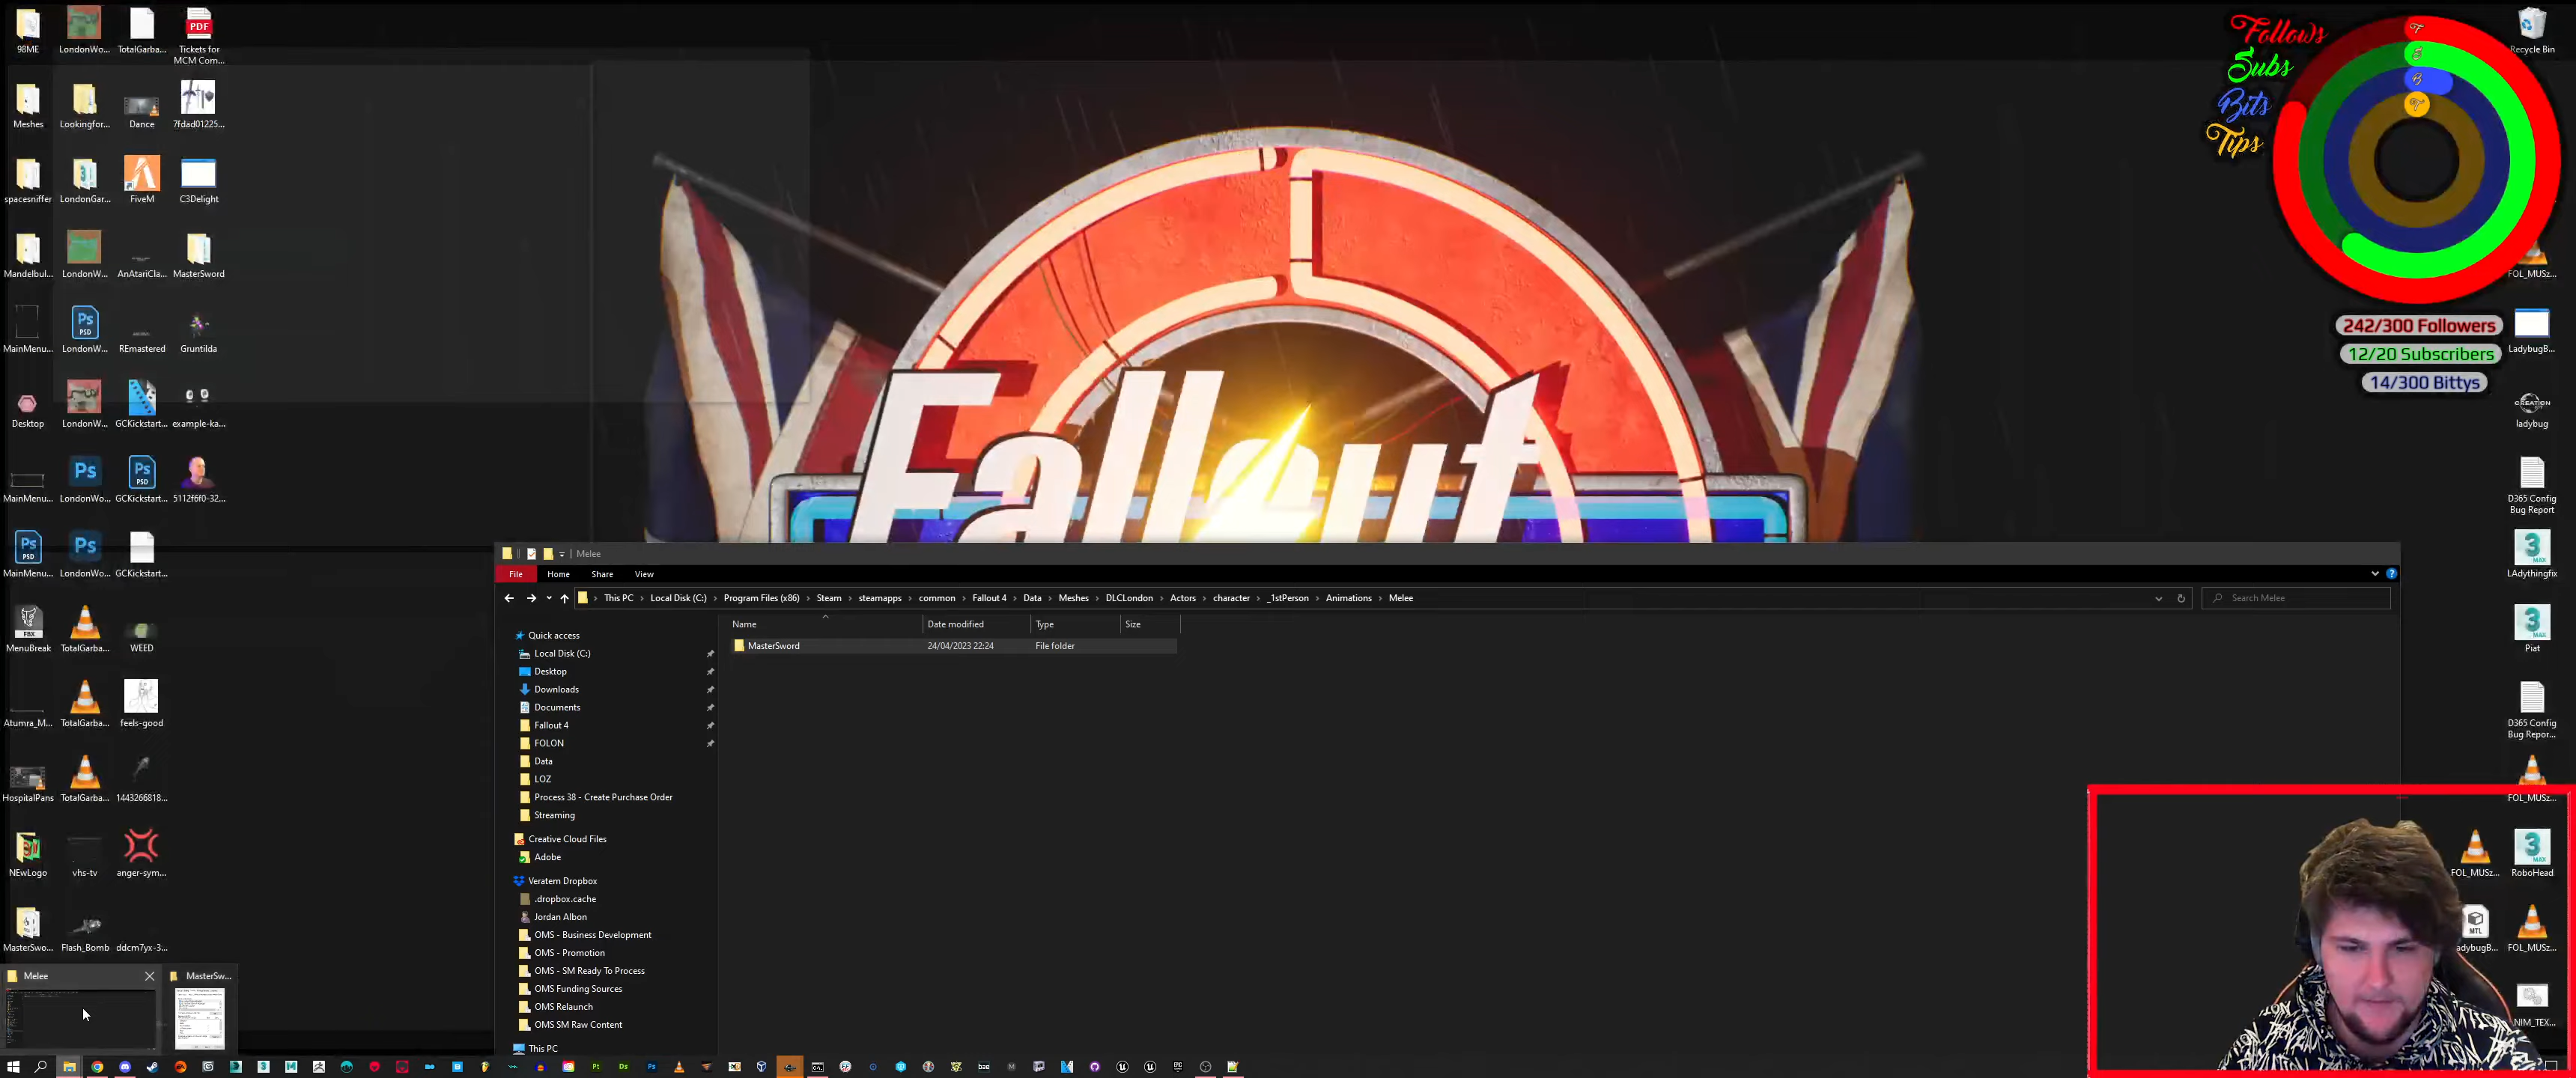 98ME
LondonWo...
TotalGarba...
Tickets for
MCM Com...
PDF
Meshes
Lookingfor...
Dance
7fdad01225...
spacesniffer
LondonGar...
FiveM
C3Delight
Mandelbul...
LondonW...
AnAtariCla...
MasterSword
MainMenu...
LondonW...
REmastered
Gruntilda
Desktop
LondonW...
GCKickstart...
example-ka...
MainMenu...
LondonWo...
GCKickstart...
5112f6f0-32...
MainMenu...
LondonWo...
GCKickstart...
MenuBreak
TotalGarba...
WEED
Atumra_M...
TotalGarba...
feels-good
HospitalPans
TotalGarba...
1443266818...
NEwLogo
vhs-tv
anger-sym...
MasterSwo...
Flash_Bomb
ddcm7yx-3...
Melee
MasterSw...
Fallout
Follows
Subs
Bits
Tips
242/300 Followers
12/20 Subscribers
14/300 Bittys
Recycle Bin
FOL_MUSz...
LadybugB...
ladybug
D365 Config
Bug Report
LAdythingfix
Piat
D365 Config
Bug Repor...
FOL_MUSz...
FOL_MUSz...
RoboHead
Melee
File
Home
Share
View
This PC
Local Disk (C:)
Program Files (x86)
Steam
steamapps
common
Fallout 4
Data
Meshes
DLCLondon
Actors
character
_1stPerson
Animations
Melee
Search Melee
Name
Date modified
Type
Size
MasterSword
24/04/2023 22:24
File folder
Quick access
Local Disk (C:)
Desktop
Downloads
Documents
Fallout 4
FOLON
Data
LOZ
Process 38 - Create Purchase Order
Streaming
Creative Cloud Files
Adobe
Veratem Dropbox
.dropbox.cache
Jordan Albon
OMS - Business Development
OMS - Promotion
OMS - SM Ready To Process
OMS Funding Sources
OMS Relaunch
OMS SM Raw Content
This PC